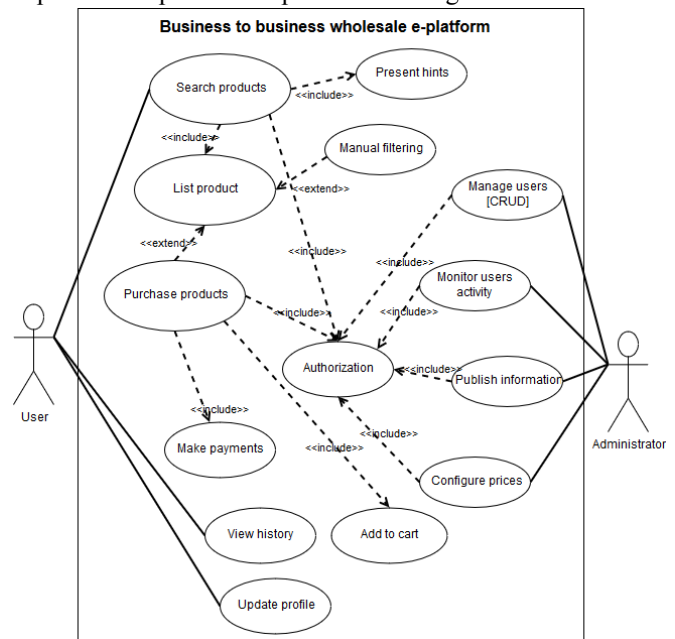 Business to business wholesale e-platform
Search products
Present hints
<<include>>
<<include>>
Manual filtering
List product
<<extend>>
Manage users
[CRUD]
<<extend>>
<<include>>
<<include>>
Monitor users
activity
Purchase products
<<include>>
<<include>>
Authorization
<<include>>
Publish information
User
<<include>>
<<include>>
Administrator
Make payments
<<include>>
Configure prices
View history
Add to cart
Update profile